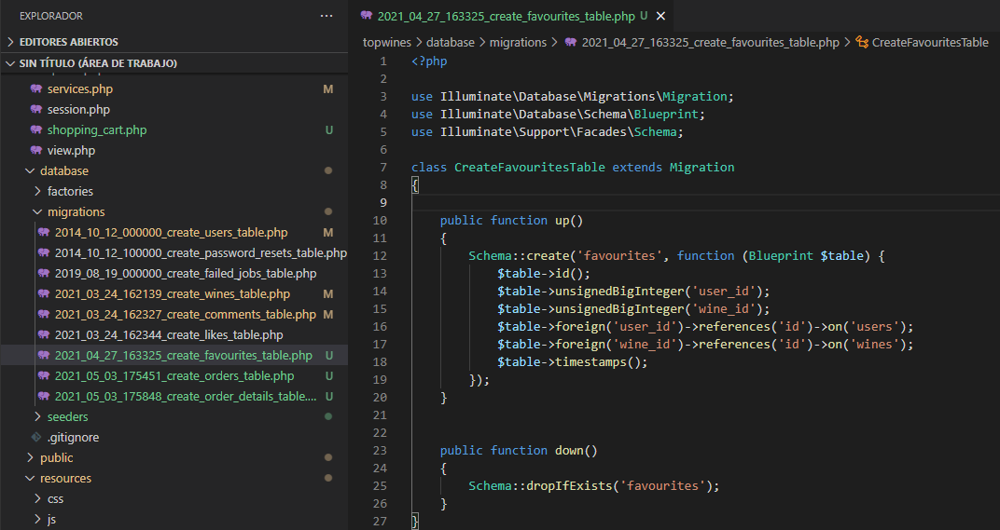 EXPLORADOR
EDITORES ABIERTOS
SIN TÍTULO (ÁREA DE TRABAJO)
services.php M
session.php
shopping_cart.php U
view.php
database
factories
migrations
2014_10_12_000000_create_users_table.php M
2014_10_12_100000_create_password_resets_table.php
2019_08_19_000000_create_failed_jobs_table.php
2021_03_24_162139_create_wines_table.php M
2021_03_24_162327_create_comments_table.php M
2021_03_24_162344_create_likes_table.php
2021_04_27_163325_create_favourites_table.php U
2021_05_03_175451_create_orders_table.php U
2021_05_03_175848_create_order_details_table.... U
seeders
.gitignore
public
resources
css
js
2021_04_27_163325_create_favourites_table.php U
topwines > database > migrations > 2021_04_27_163325_create_favourites_table.php > CreateFavouritesTable
1 <?php
2
3 use Illuminate\Database\Migrations\Migration;
4 use Illuminate\Database\Schema\Blueprint;
5 use Illuminate\Support\Facades\Schema;
6
7 class CreateFavouritesTable extends Migration
8 {
9
10 public function up()
11 {
12 Schema::create('favourites', function (Blueprint $table) {
13 $table->id();
14 $table->unsignedBigInteger('user_id');
15 $table->unsignedBigInteger('wine_id');
16 $table->foreign('user_id')->references('id')->on('users');
17 $table->foreign('wine_id')->references('id')->on('wines');
18 $table->timestamps();
19 });
20 }
21
22
23 public function down()
24 {
25 Schema::dropIfExists('favourites');
26 }
27 }